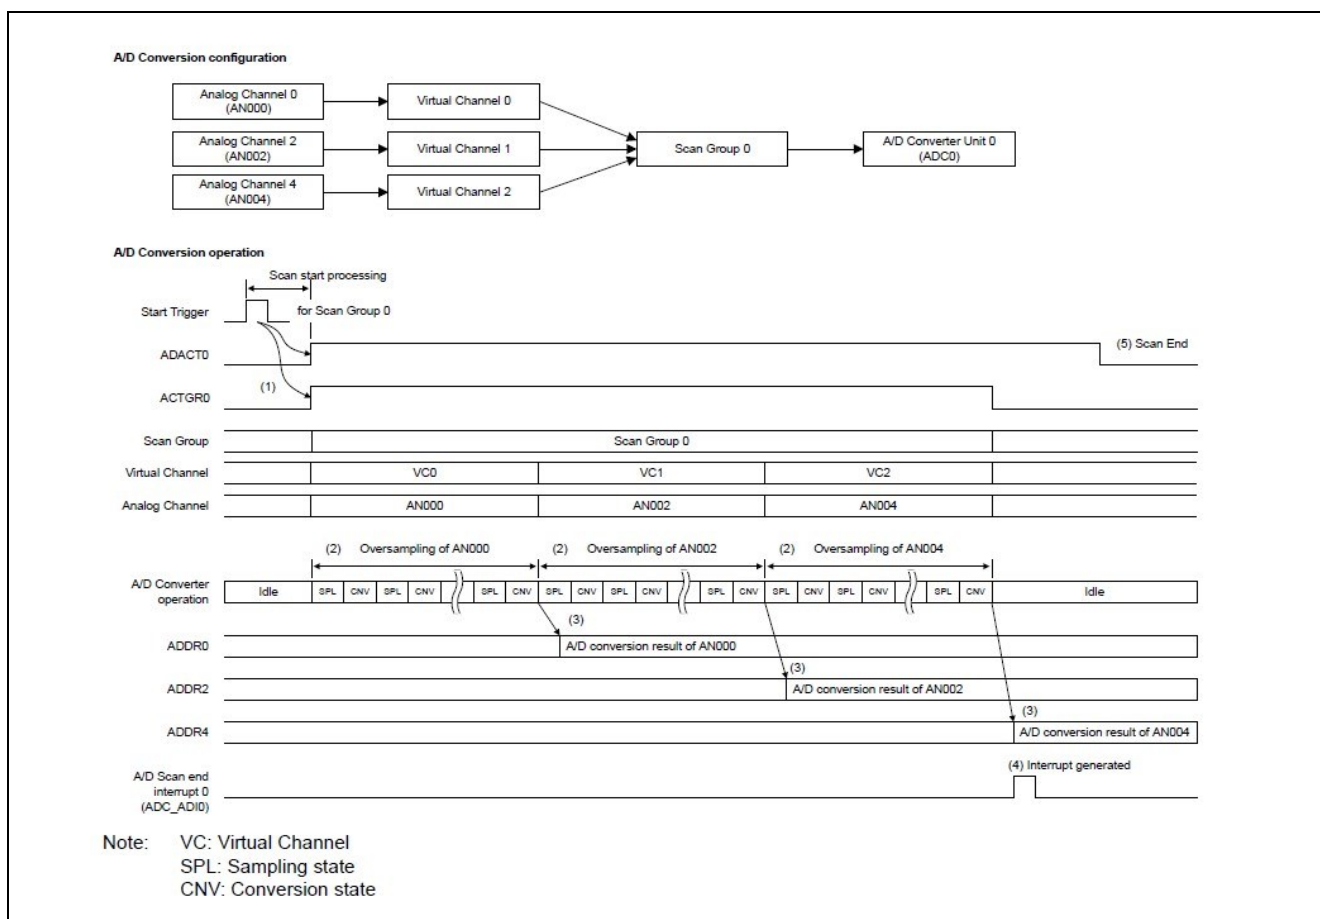 A/D Conversion configuration
Analog Channel 0
(AN000)
Virtual Channel 0
Analog Channel 2
(AN002)
Virtual Channel 1
Scan Group 0
A/D Converter Unit 0
(ADC0)
Analog Channel 4
(AN004)
Virtual Channel 2
A/D Conversion operation
Scan start processing
Start Trigger
for Scan Group 0
ADACT0
(5) Scan End
(1)
ACTGR0
Scan Group
Scan Group 0
Virtual Channel
VC0
VC1
VC2
Analog Channel
AN000
AN002
AN004
(2) Oversampling of AN000
(2) Oversampling of AN002
(2) Oversampling of AN004
A/D Converter
operation
Idle
SPL CNV SPL CNV SPL CNV
SPL CNV SPL CNV SPL CNV
SPL CNV SPL CNV SPL CNV
Idle
(3)
ADDR0
A/D conversion result of AN000
(3)
ADDR2
A/D conversion result of AN002
(3)
ADDR4
A/D conversion result of AN004
(4) Interrupt generated
A/D Scan end
interrupt 0
(ADC_ADI0)
Note: VC: Virtual Channel
SPL: Sampling state
CNV: Conversion state